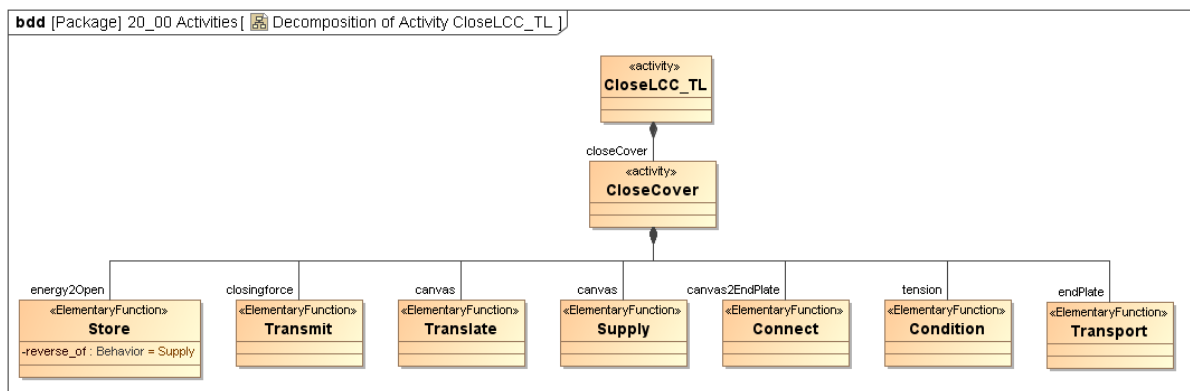 bdd [Package] 20_00 Activities[ Decomposition of Activity CloseLCC_TL ]
«activity»
CloseLCC_TL
closeCover
«activity»
CloseCover
energy2Open
«ElementaryFunction»
Store
-reverse_of : Behavior = Supply
closingforce
«ElementaryFunction»
Transmit
canvas
«ElementaryFunction»
Translate
canvas
«ElementaryFunction»
Supply
canvas2EndPlate
«ElementaryFunction»
Connect
tension
«ElementaryFunction»
Condition
endPlate
«ElementaryFunction»
Transport